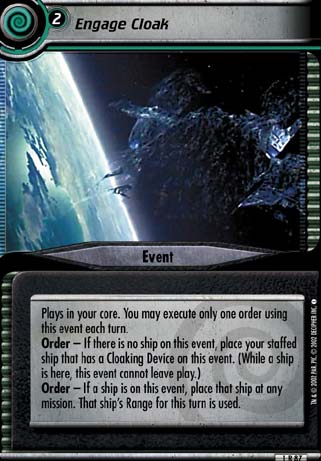 2 Engage Cloak
Event
Plays in your core. You may execute only one order using
this event each turn.
Order – If there is no ship on this event, place your staffed
ship that has a Cloaking Device on this event. (While a ship
is here, this event cannot leave play.)
Order – If a ship is on this event, place that ship at any
mission. That ship's Range for this turn is used.
TM & © 2002 PAR. PIC. © 2002 DECIPHER INC.
1 R 87